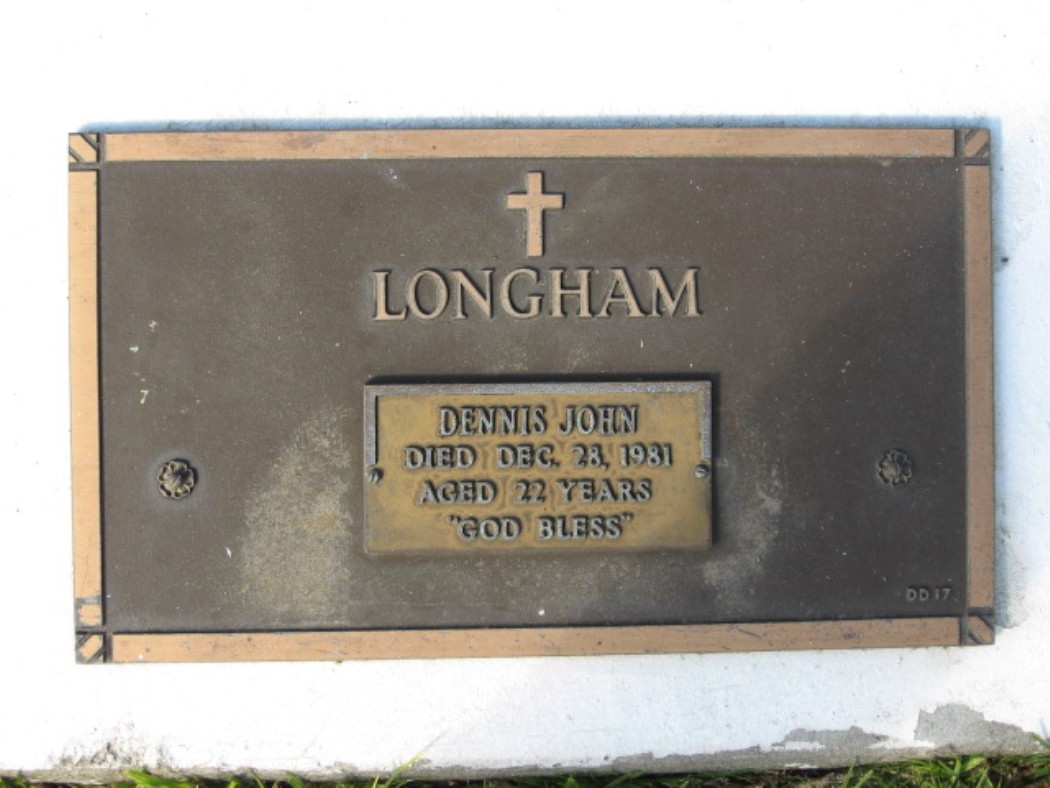 LONGHAM
DENNIS JOHN
DIED DEC. 28, 1981
AGED 22 YEARS
"GOD BLESS"
DD 17